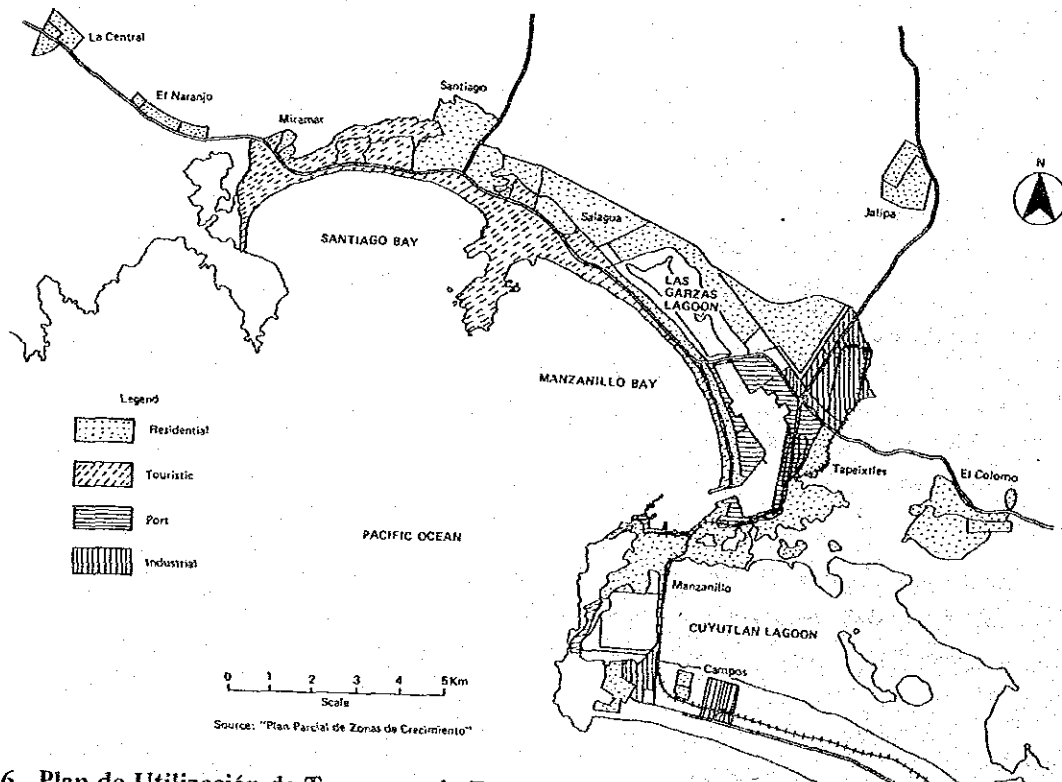 La Central
El Naranjo
Santiago
Miramar
N
Jalipa
Salagua
SANTIAGO BAY
LAS
GARZAS
LAGOON
MANZANILLO BAY
Legend
Residential
Touristic
Port
Industrial
Tapeixtles
El Colomo
PACIFIC OCEAN
Manzanillo
CUYUTLAN LAGOON
Campos
0 1 2 3 4 5Km
Scale
Source: "Plan Parcial de Zonas de Crecimiento"
6 Plan de Utilización de